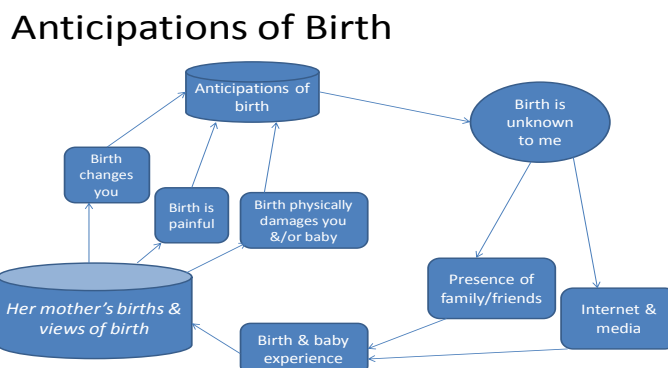 Anticipations of Birth
Anticipations of
birth
Birth is
unknown
to me
Birth
changes
you
Birth is
painful
Birth physically
damages you
&/or baby
Presence of
family/friends
Internet &
media
Her mother's births &
views of birth
Birth & baby
experience